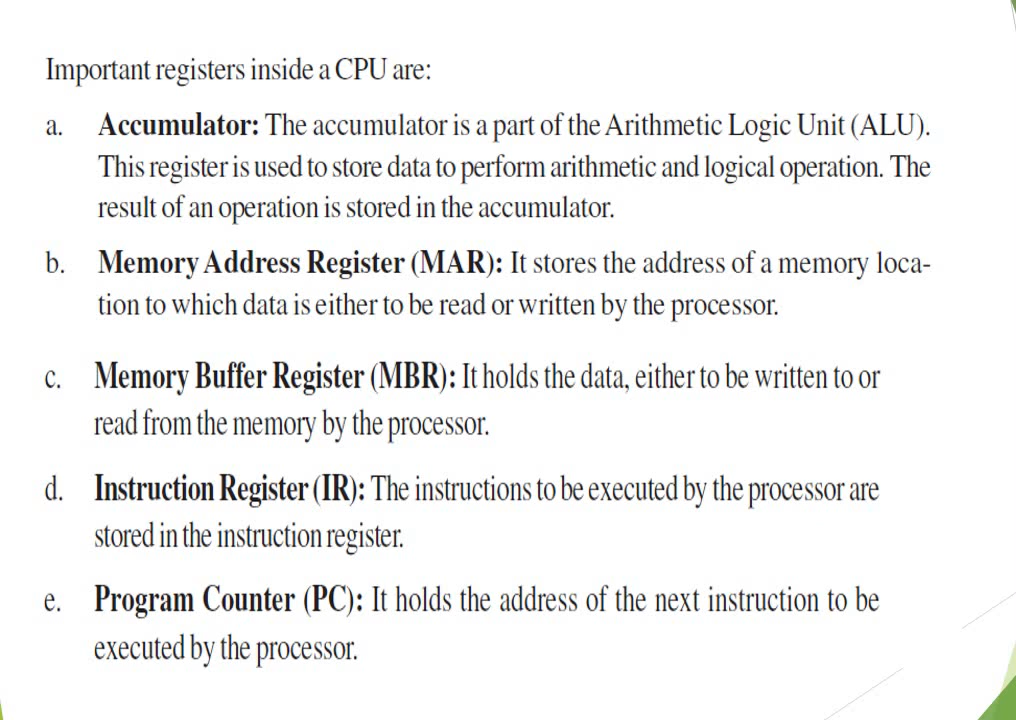 Important registers inside a CPU are:
a. Accumulator: The accumulator is a part of the Arithmetic Logic Unit (ALU).
This register is used to store data to perform arithmetic and logical operation. The
result of an operation is stored in the accumulator.
b. Memory Address Register (MAR): It stores the address of a memory loca-
tion to which data is either to be read or written by the processor.
c. Memory Buffer Register (MBR): It holds the data, either to be written to or
read from the memory by the processor.
d. Instruction Register (IR): The instructions to be executed by the processor are
stored in the instruction register.
e. Program Counter (PC): It holds the address of the next instruction to be
executed by the processor.